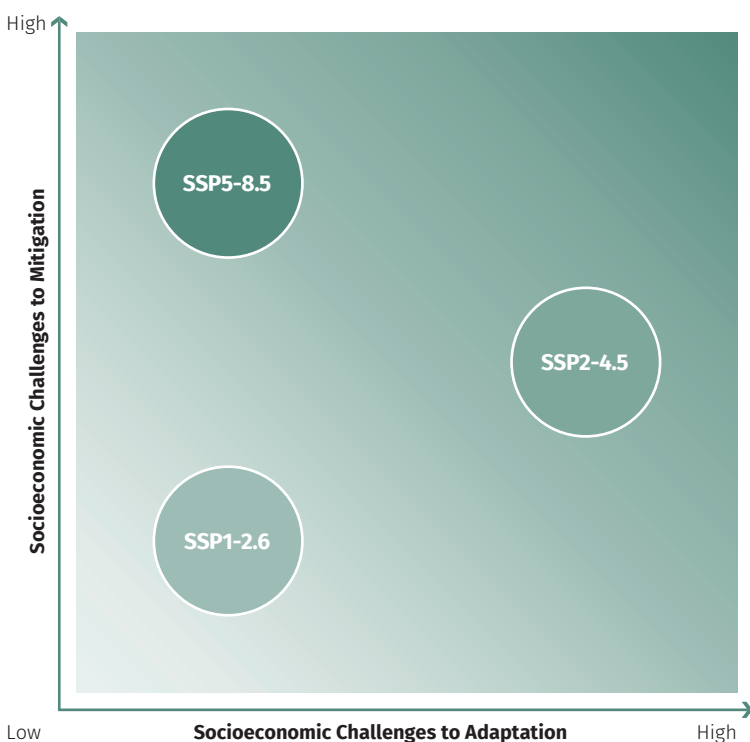 High
SSP5-8.5
Socioeconomic Challenges to Mitigation
SSP2-4.5
SSP1-2.6
Low
Socioeconomic Challenges to Adaptation
High